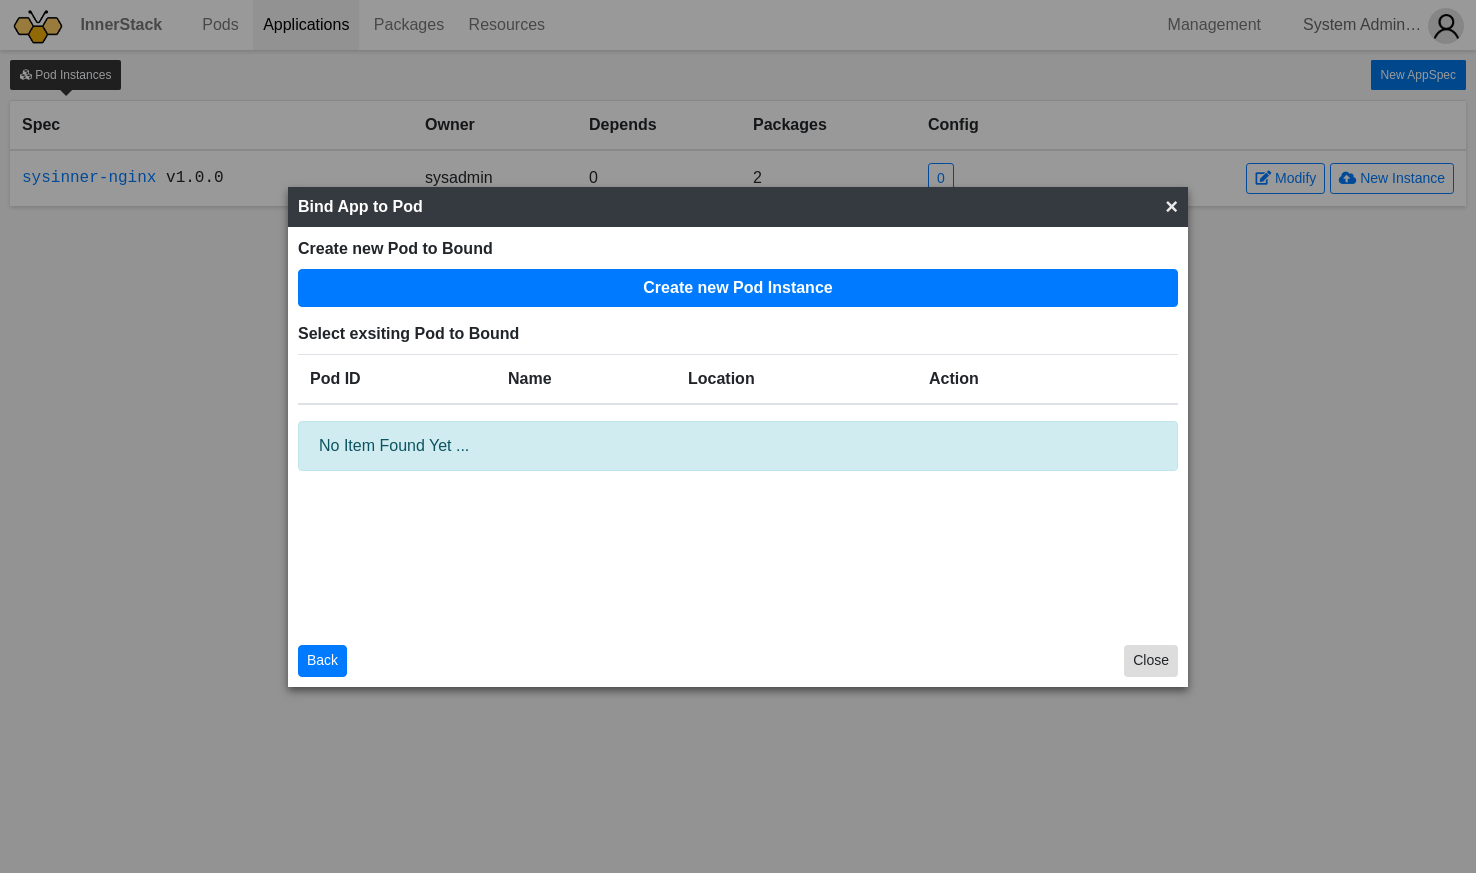 InnerStack Pods Applications Packages Resources Management System Admin…
Pod Instances New AppSpec
Spec Owner Depends Packages Config
sysinner-nginx v1.0.0 sysadmin 0 2 0 Modify New Instance
Bind App to Pod ×
Create new Pod to Bound
Create new Pod Instance
Select exsiting Pod to Bound
Pod ID Name Location Action
No Item Found Yet ...
Back Close